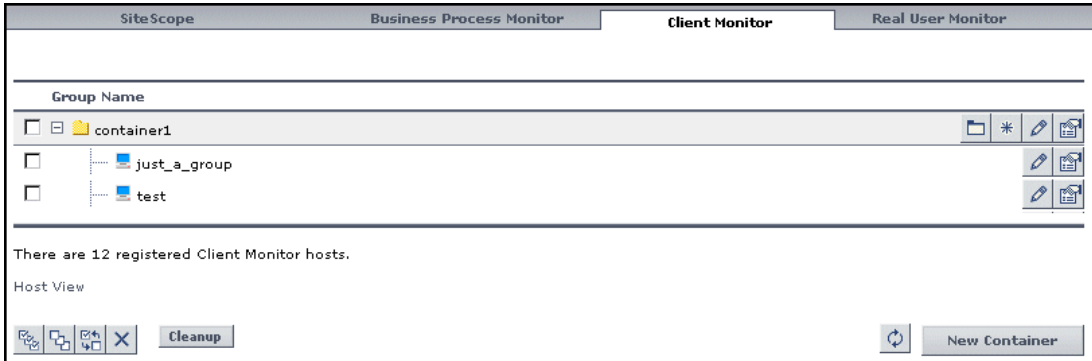 SiteScope Business Process Monitor Client Monitor Real User Monitor
Group Name
container1
just_a_group
test
There are 12 registered Client Monitor hosts.
Host View
Cleanup New Container